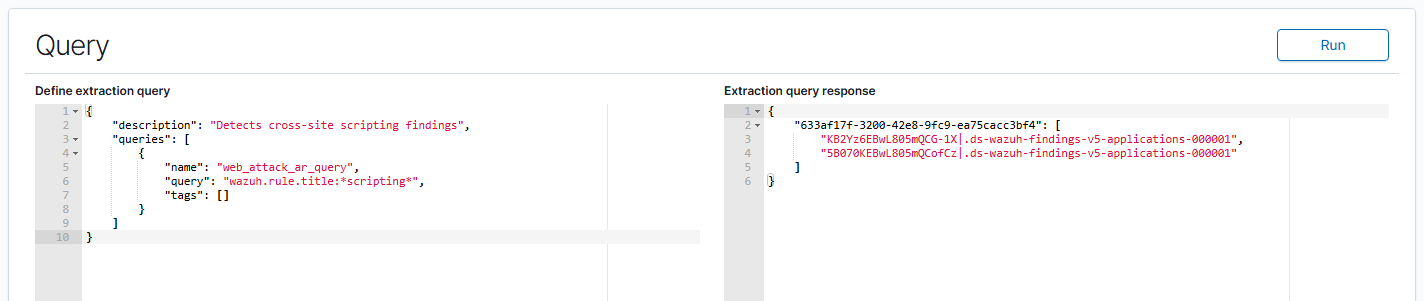 Query
Run
Define extraction query
1 {
2 "description": "Detects cross-site scripting findings",
3 "queries": [
4 {
5 "name": "web_attack_ar_query",
6 "query": "wazuh.rule.title:*scripting*",
7 "tags": []
8 }
9 ]
10 }
Extraction query response
1 {
2 "633af17f-3200-42e8-9fc9-ea75cacc3bf4": [
3 "KB2Yz6EBwL805mQCG-1X|.ds-wazuh-findings-v5-applications-000001",
4 "5B070KEBwL805mQCofCz|.ds-wazuh-findings-v5-applications-000001"
5 ]
6 }